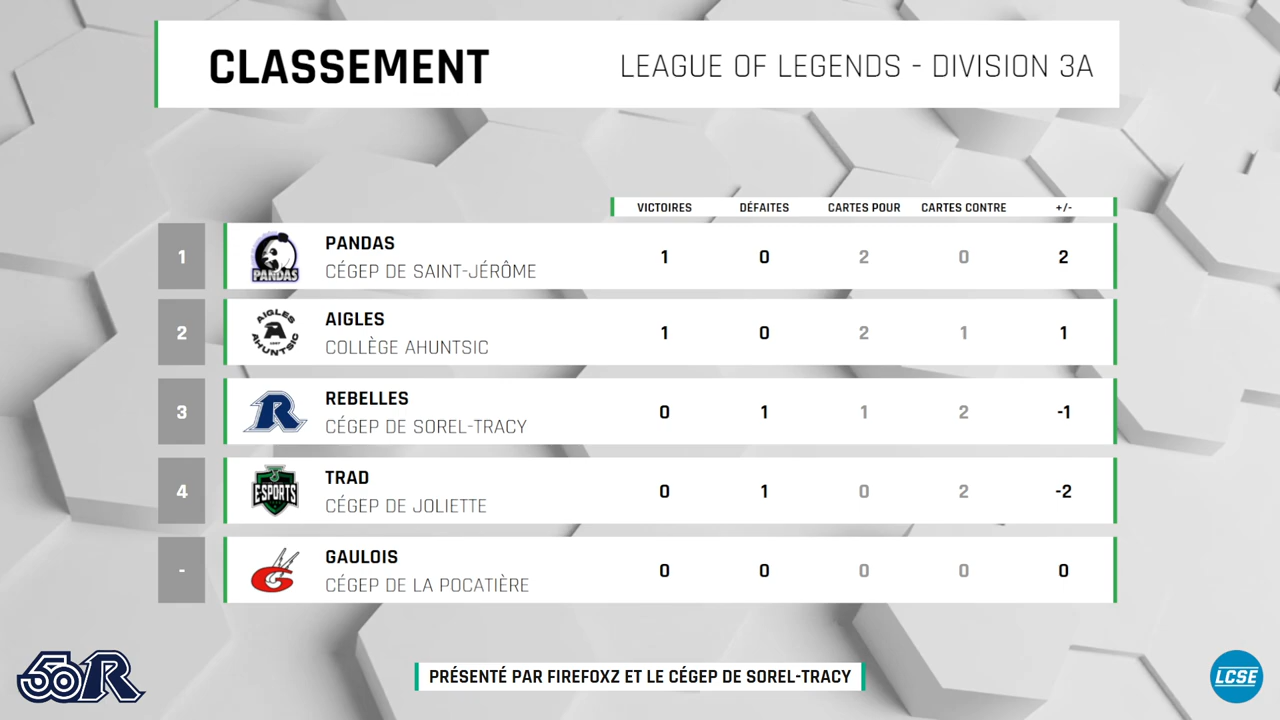 CLASSEMENT
LEAGUE OF LEGENDS - DIVISION 3A
VICTOIRES DÉFAITES CARTES POUR CARTES CONTRE +/-
1 PANDAS PANDAS 1 0 2 0 2
CÉGEP DE SAINT-JÉRÔME
2 AIGLES AHUNTSIC AIGLES 1 0 2 1 1
COLLÈGE AHUNTSIC
3 R REBELLES 0 1 1 2 -1
CÉGEP DE SOREL-TRACY
4 E-SPORTS TRAD 0 1 0 2 -2
CÉGEP DE JOLIETTE
- G GAULOIS 0 0 0 0 0
CÉGEP DE LA POCATIÈRE
50R
PRÉSENTÉ PAR FIREFOXZ ET LE CÉGEP DE SOREL-TRACY
LCSE